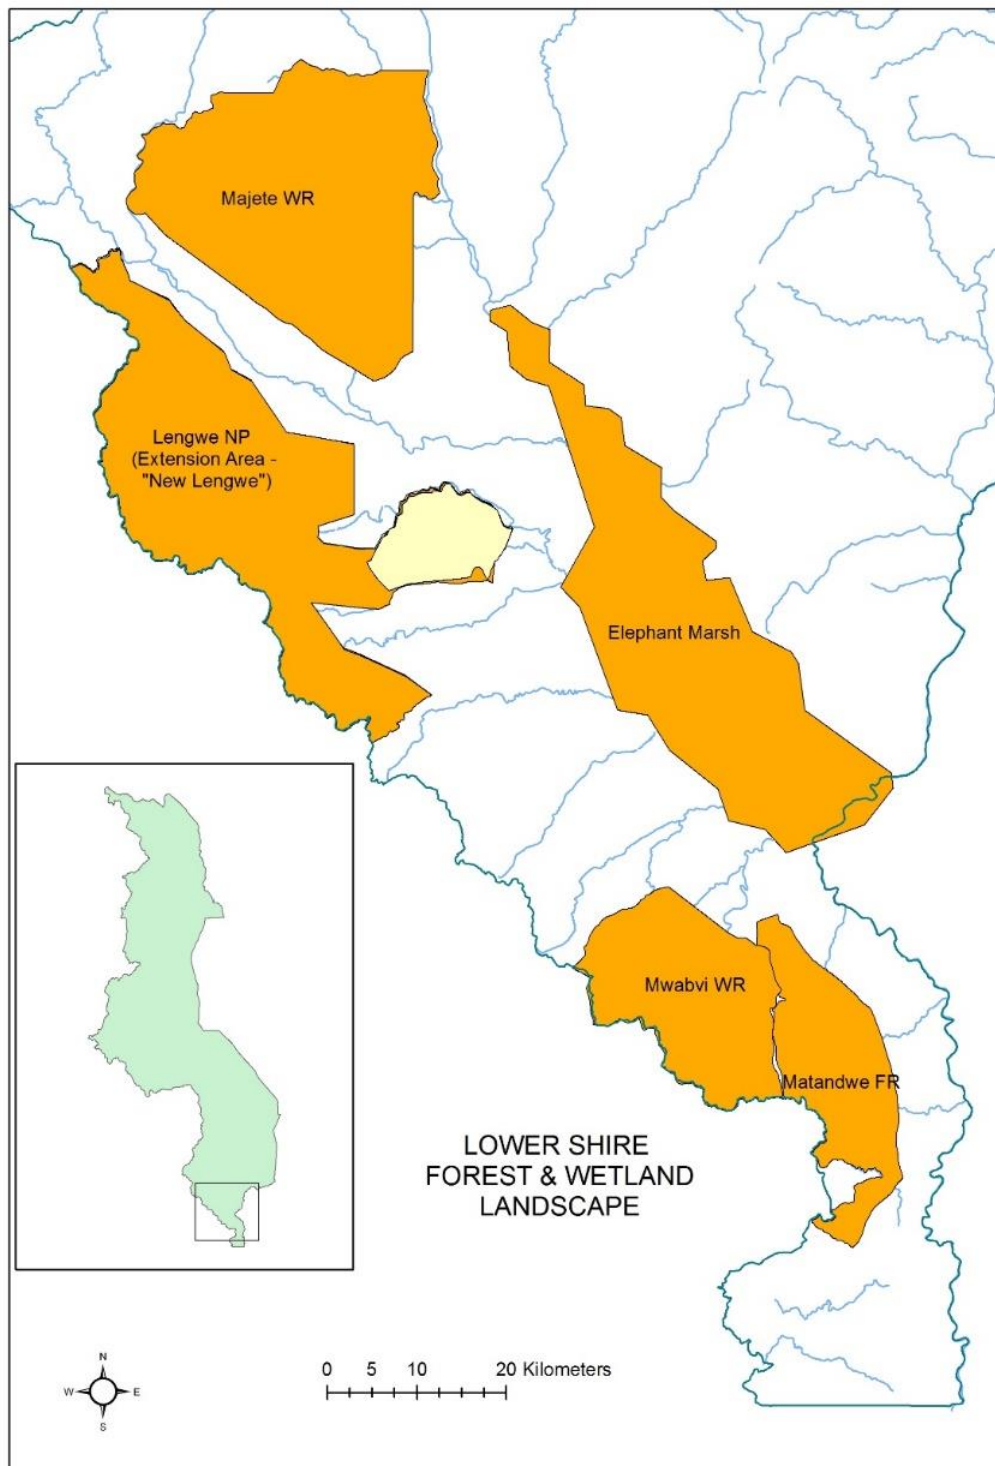 Majete WR
Lengwe NP
(Extension Area -
"New Lengwe")
Elephant Marsh
Mwabvi WR
Matandwe FR
LOWER SHIRE
FOREST & WETLAND
LANDSCAPE
N
W E
S
0 5 10 20 Kilometers